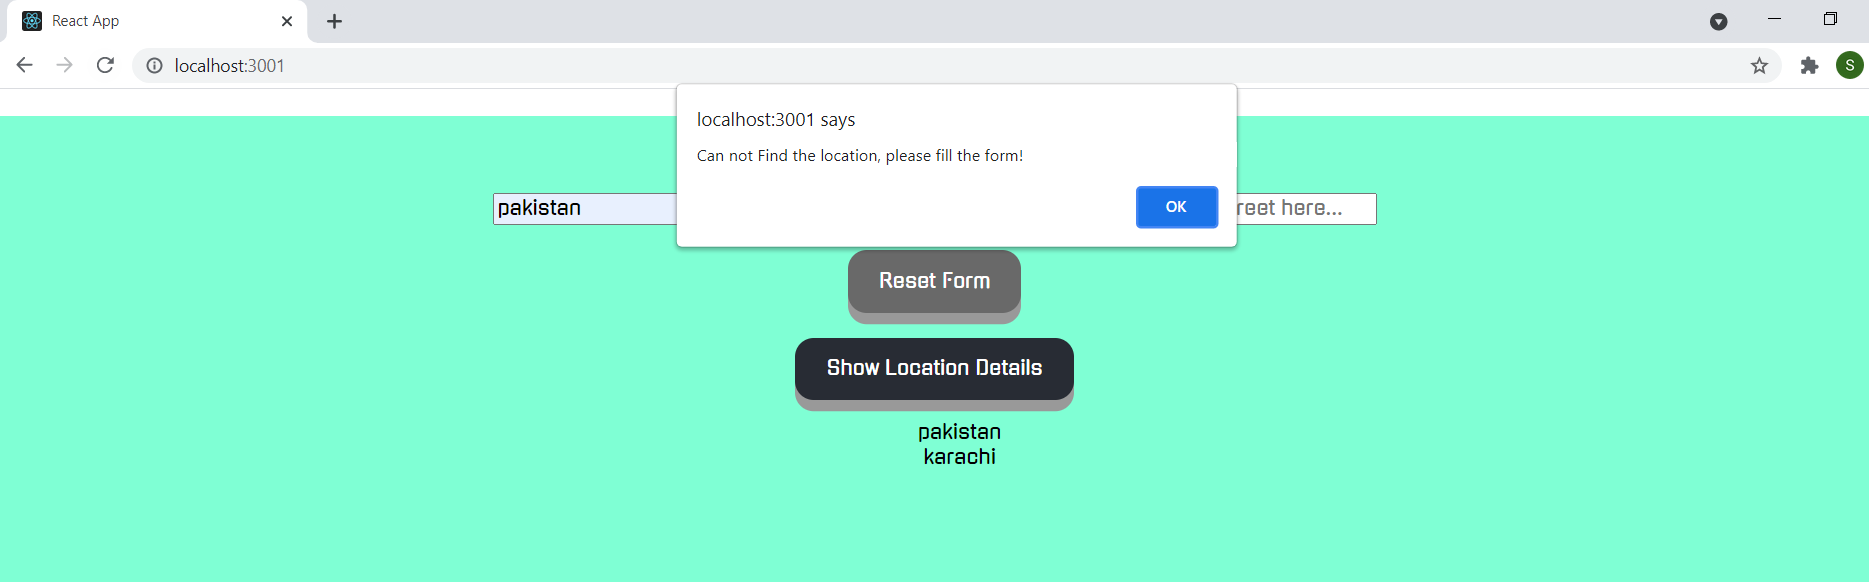 React App
localhost:3001
S
localhost:3001 says
Can not Find the location, please fill the form!
OK
pakistan
reet here...
Reset Form
Show Location Details
pakistan
karachi